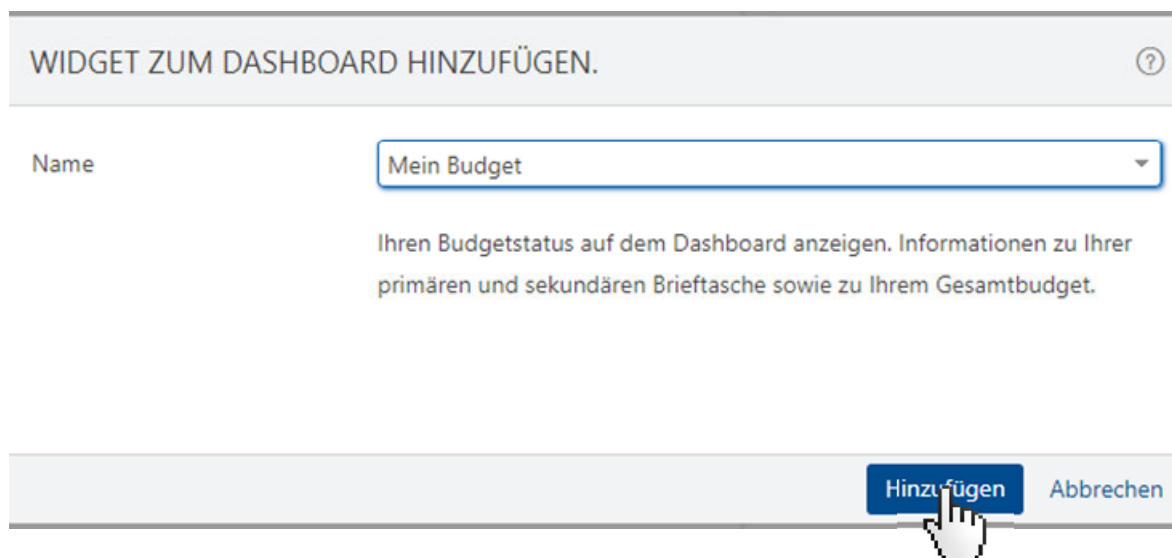 WIDGET ZUM DASHBOARD HINZUFÜGEN.
?
Name
Mein Budget
Ihren Budgetstatus auf dem Dashboard anzeigen. Informationen zu Ihrer
primären und sekundären Brieftasche sowie zu Ihrem Gesamtbudget.
Hinzufügen Abbrechen